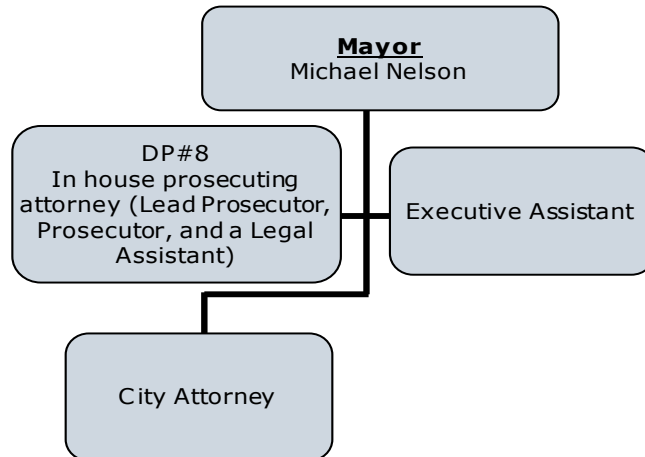 Mayor
Michael Nelson
DP#8
In house prosecuting
attorney (Lead Prosecutor,
Prosecutor, and a Legal
Assistant)
Executive Assistant
City Attorney